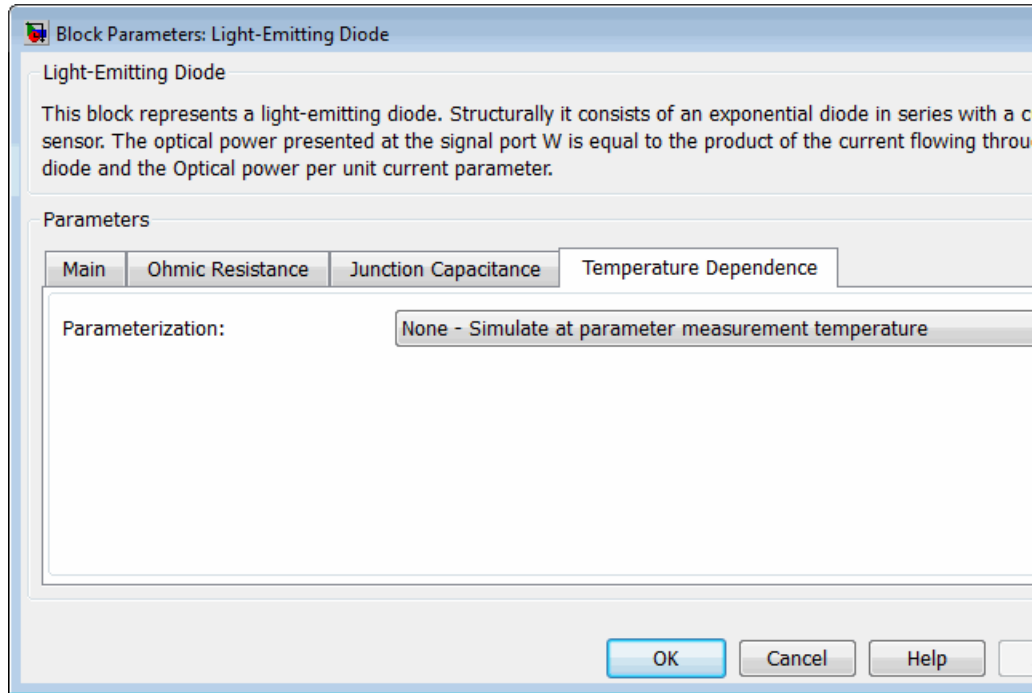 Block Parameters: Light-Emitting Diode
Light-Emitting Diode
This block represents a light-emitting diode. Structurally it consists of an exponential diode in series with a c
sensor. The optical power presented at the signal port W is equal to the product of the current flowing throu
diode and the Optical power per unit current parameter.
Parameters
Main Ohmic Resistance Junction Capacitance Temperature Dependence
Parameterization: None - Simulate at parameter measurement temperature
OK Cancel Help